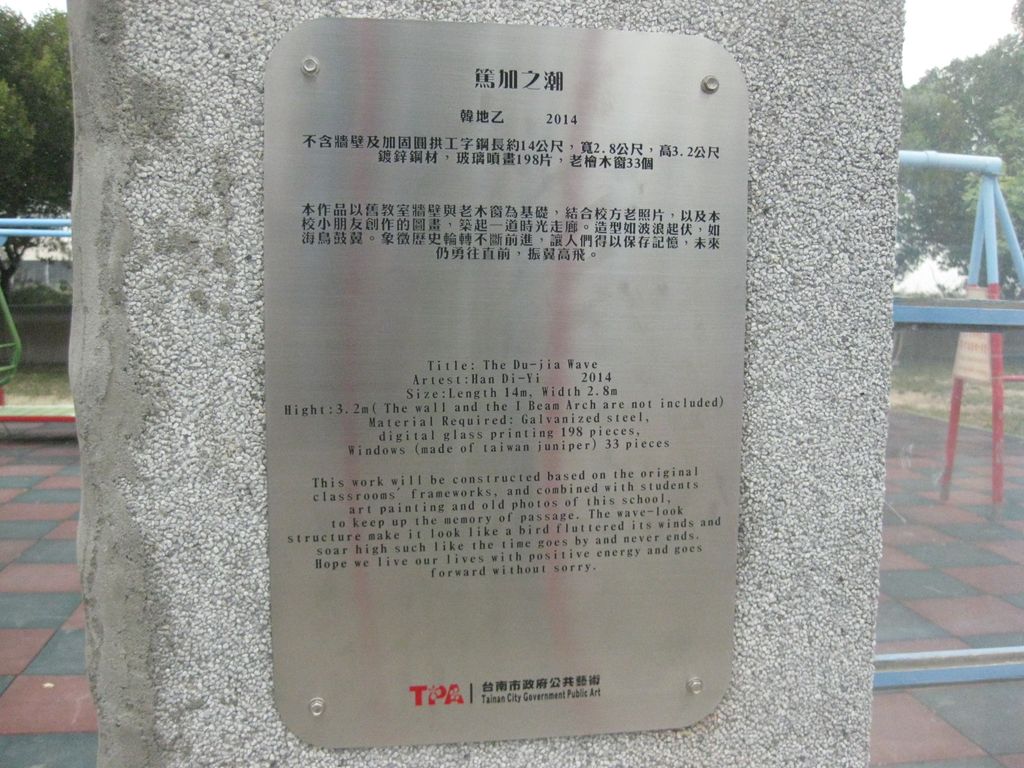 篤加之潮
韓地乙 2014
不含牆壁及加固圓拱工字鋼長約14公尺，寬2.8公尺，高3.2公尺
鍍鋅鋼材，玻璃噴畫198片，老檜木窗33個
本作品以舊教室牆壁與老木窗為基礎，結合校方老照片，以及本
校小朋友創作的圖畫，築起一道時光走廊。造型如波浪起伏，如
海鳥鼓翼。象徵歷史輪轉不斷前進，讓人們得以保存記憶，未來
仍勇往直前，振翼高飛。
Title: The Du-jia Wave
Artest:Han Di-Yi 2014
Size:Length 14m, Width 2.8m
Hight:3.2m( The wall and the I Beam Arch are not included)
Material Required: Galvanized steel,
digital glass printing 198 pieces,
Windows (made of taiwan juniper) 33 pieces
This work will be constructed based on the original
classrooms' frameworks, and combined with students
art painting and old photos of this school,
to keep up the memory of passage. The wave-look
structure make it look like a bird fluttered its winds and
soar high such like the time goes by and never ends.
Hope we live our lives with positive energy and goes
forward without sorry.
TPA 台南市政府公共藝術
Tainan City Government Public Art